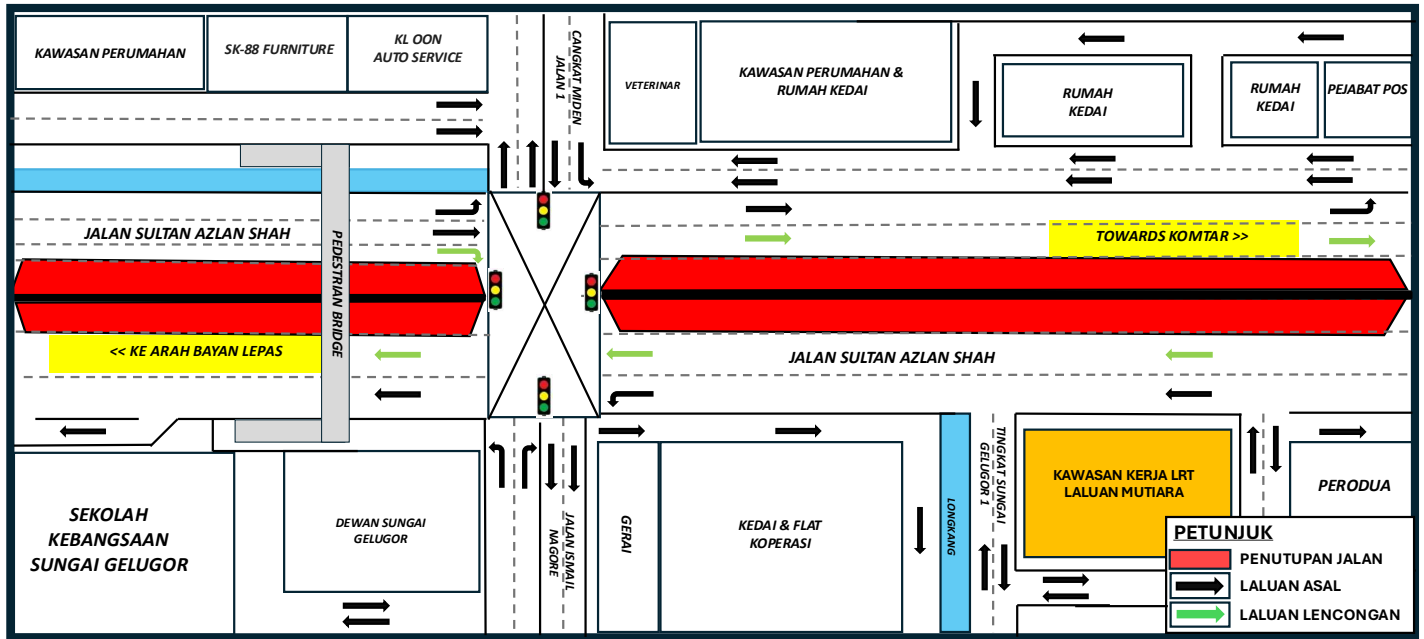 KAWASAN PERUMAHAN
SK-88 FURNITURE
KL OON
AUTO SERVICE
CANGKAT MIDEN
JALAN 1
VETERINAR
KAWASAN PERUMAHAN &
RUMAH KEDAI
RUMAH
KEDAI
RUMAH
KEDAI
PEJABAT POS
JALAN SULTAN AZLAN SHAH
PEDESTRIAN BRIDGE
TOWARDS KOMTAR >>
<< KE ARAH BAYAN LEPAS
JALAN SULTAN AZLAN SHAH
SEKOLAH
KEBANGSAAN
SUNGAI GELUGOR
DEWAN SUNGAI
GELUGOR
JALAN ISMAIL
NAGORE
GERAI
KEDAI & FLAT
KOPERASI
LONGKANG
TINGKAT SUNGAI
GELUGOR 1
KAWASAN KERJA LRT
LALUAN MUTIARA
PERODUA
PETUNJUK
PENUTUPAN JALAN
LALUAN ASAL
LALUAN LENCONGAN